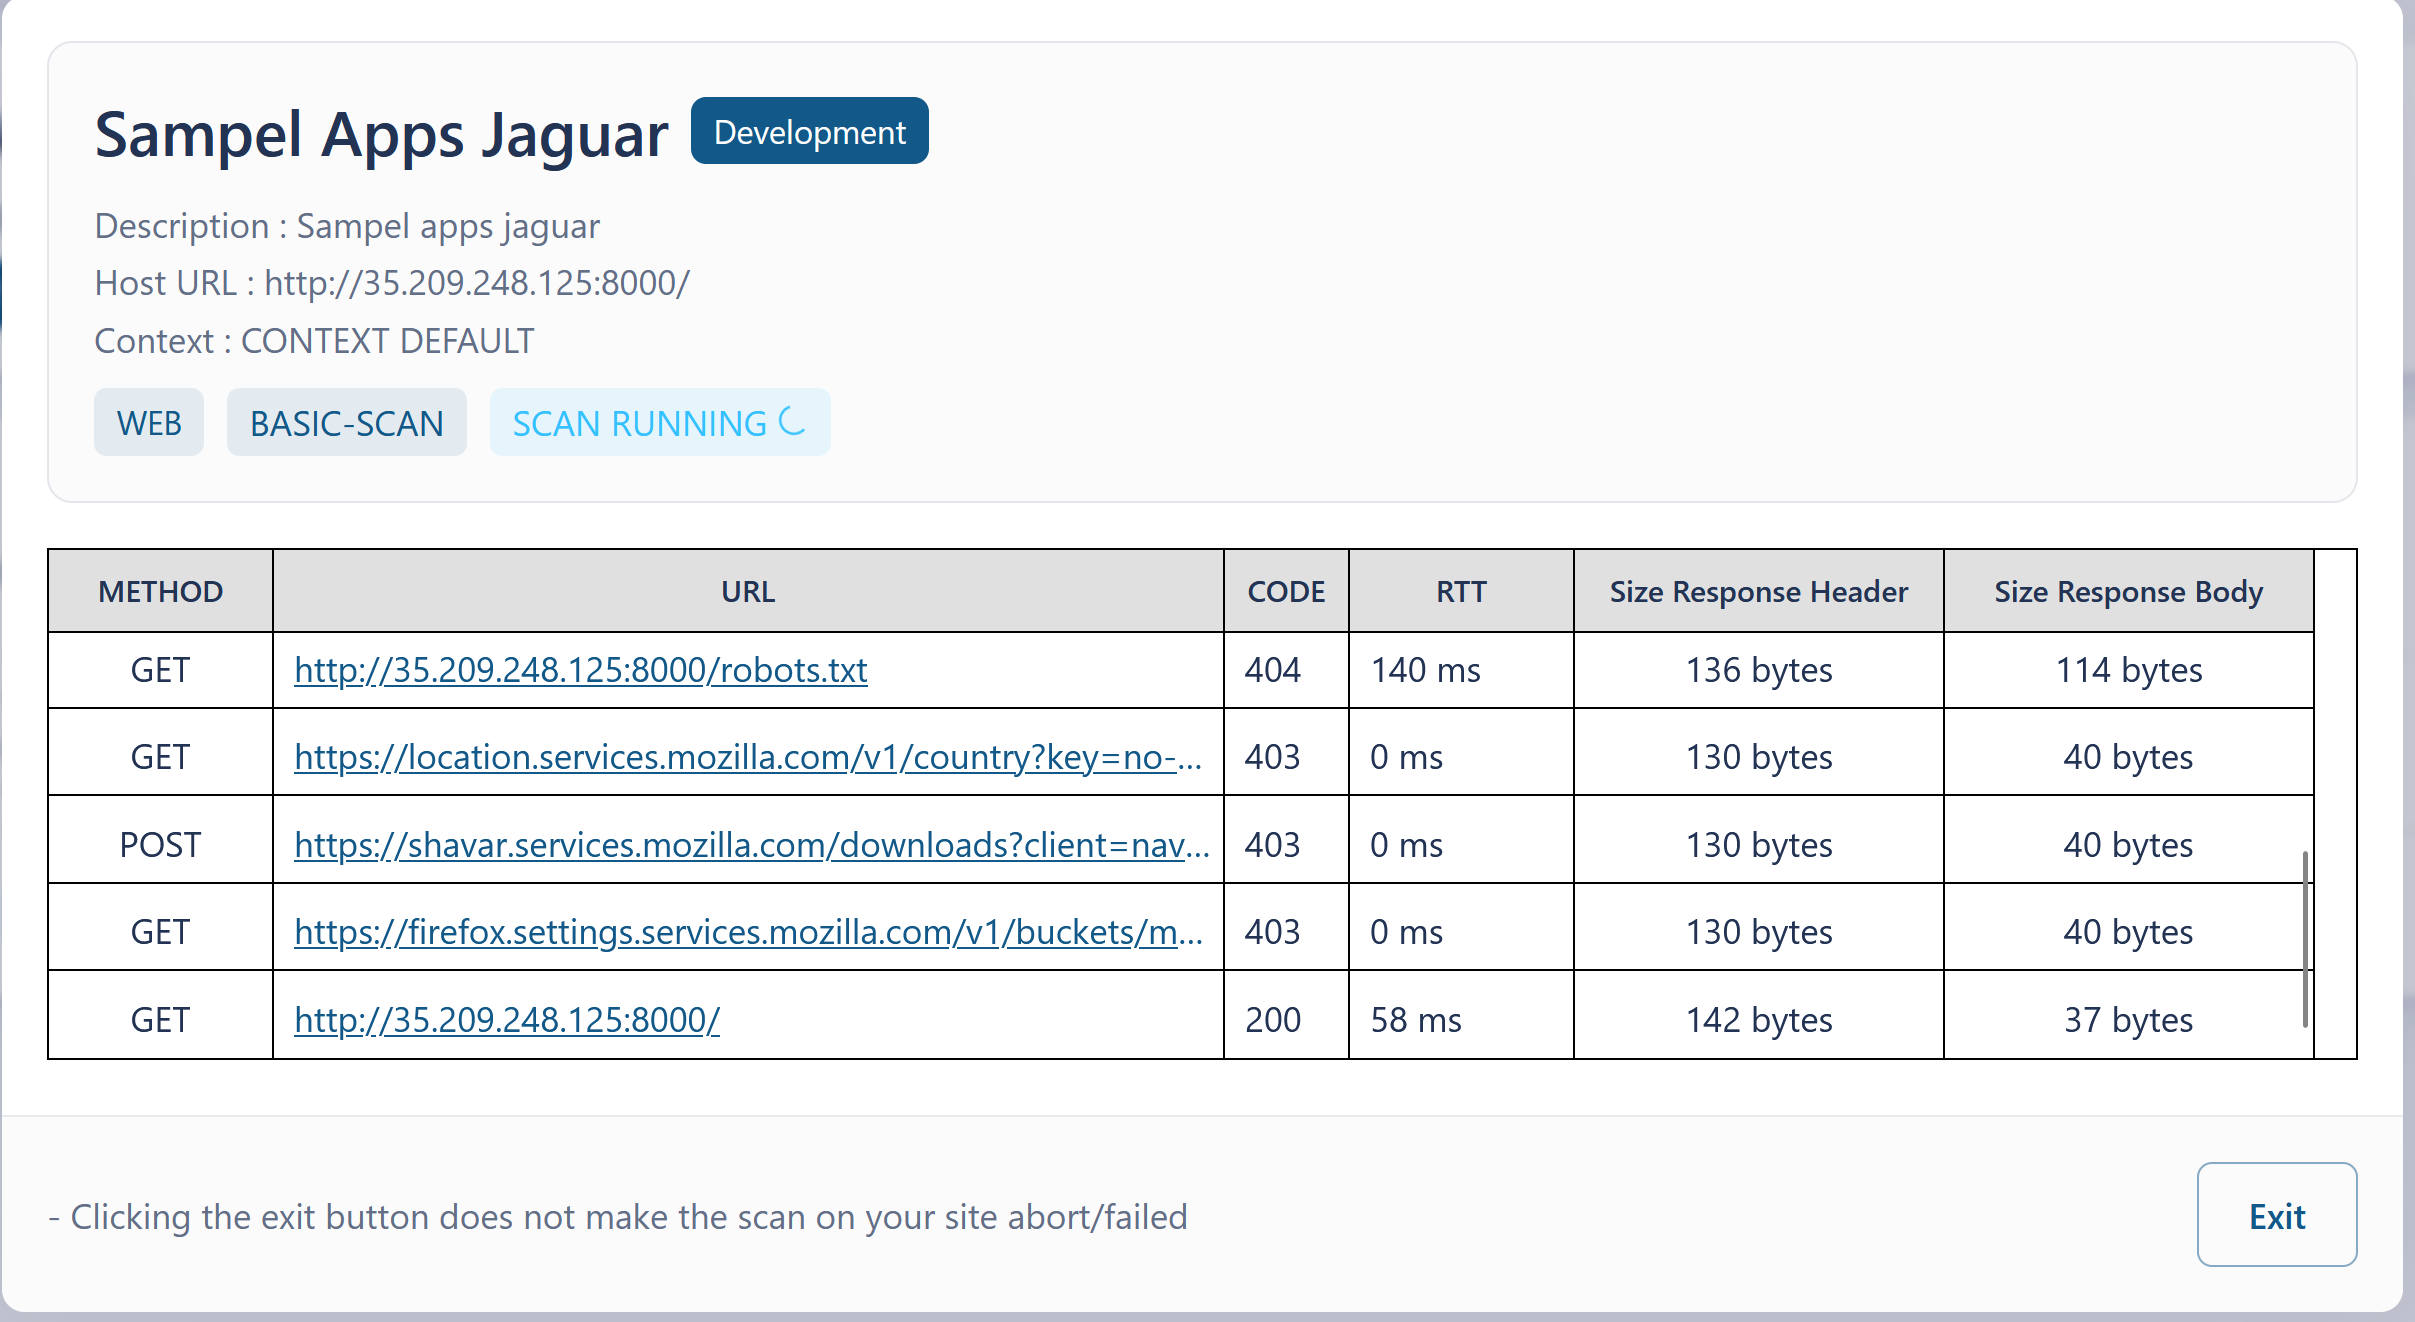 Sampel Apps Jaguar Development
Description : Sampel apps jaguar
Host URL : http://35.209.248.125:8000/
Context : CONTEXT DEFAULT
WEB BASIC-SCAN SCAN RUNNING
METHOD URL CODE RTT Size Response Header Size Response Body
GET http://35.209.248.125:8000/robots.txt 404 140 ms 136 bytes 114 bytes
GET https://location.services.mozilla.com/v1/country?key=no-... 403 0 ms 130 bytes 40 bytes
POST https://shavar.services.mozilla.com/downloads?client=nav... 403 0 ms 130 bytes 40 bytes
GET https://firefox.settings.services.mozilla.com/v1/buckets/m... 403 0 ms 130 bytes 40 bytes
GET http://35.209.248.125:8000/ 200 58 ms 142 bytes 37 bytes
- Clicking the exit button does not make the scan on your site abort/failed
Exit